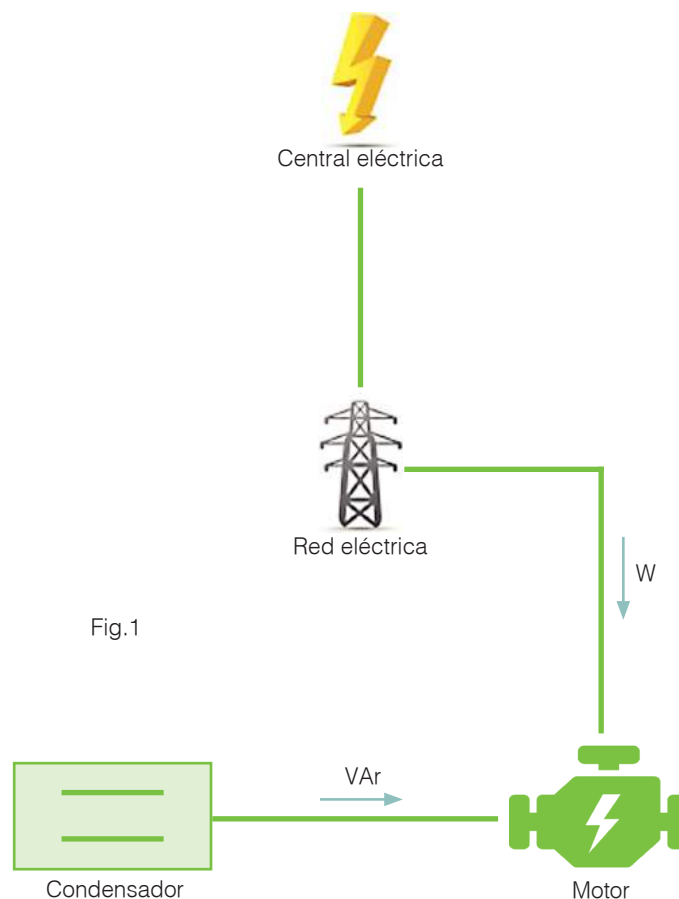 Central eléctrica
Red eléctrica
W
Fig.1
VAr
Condensador
Motor